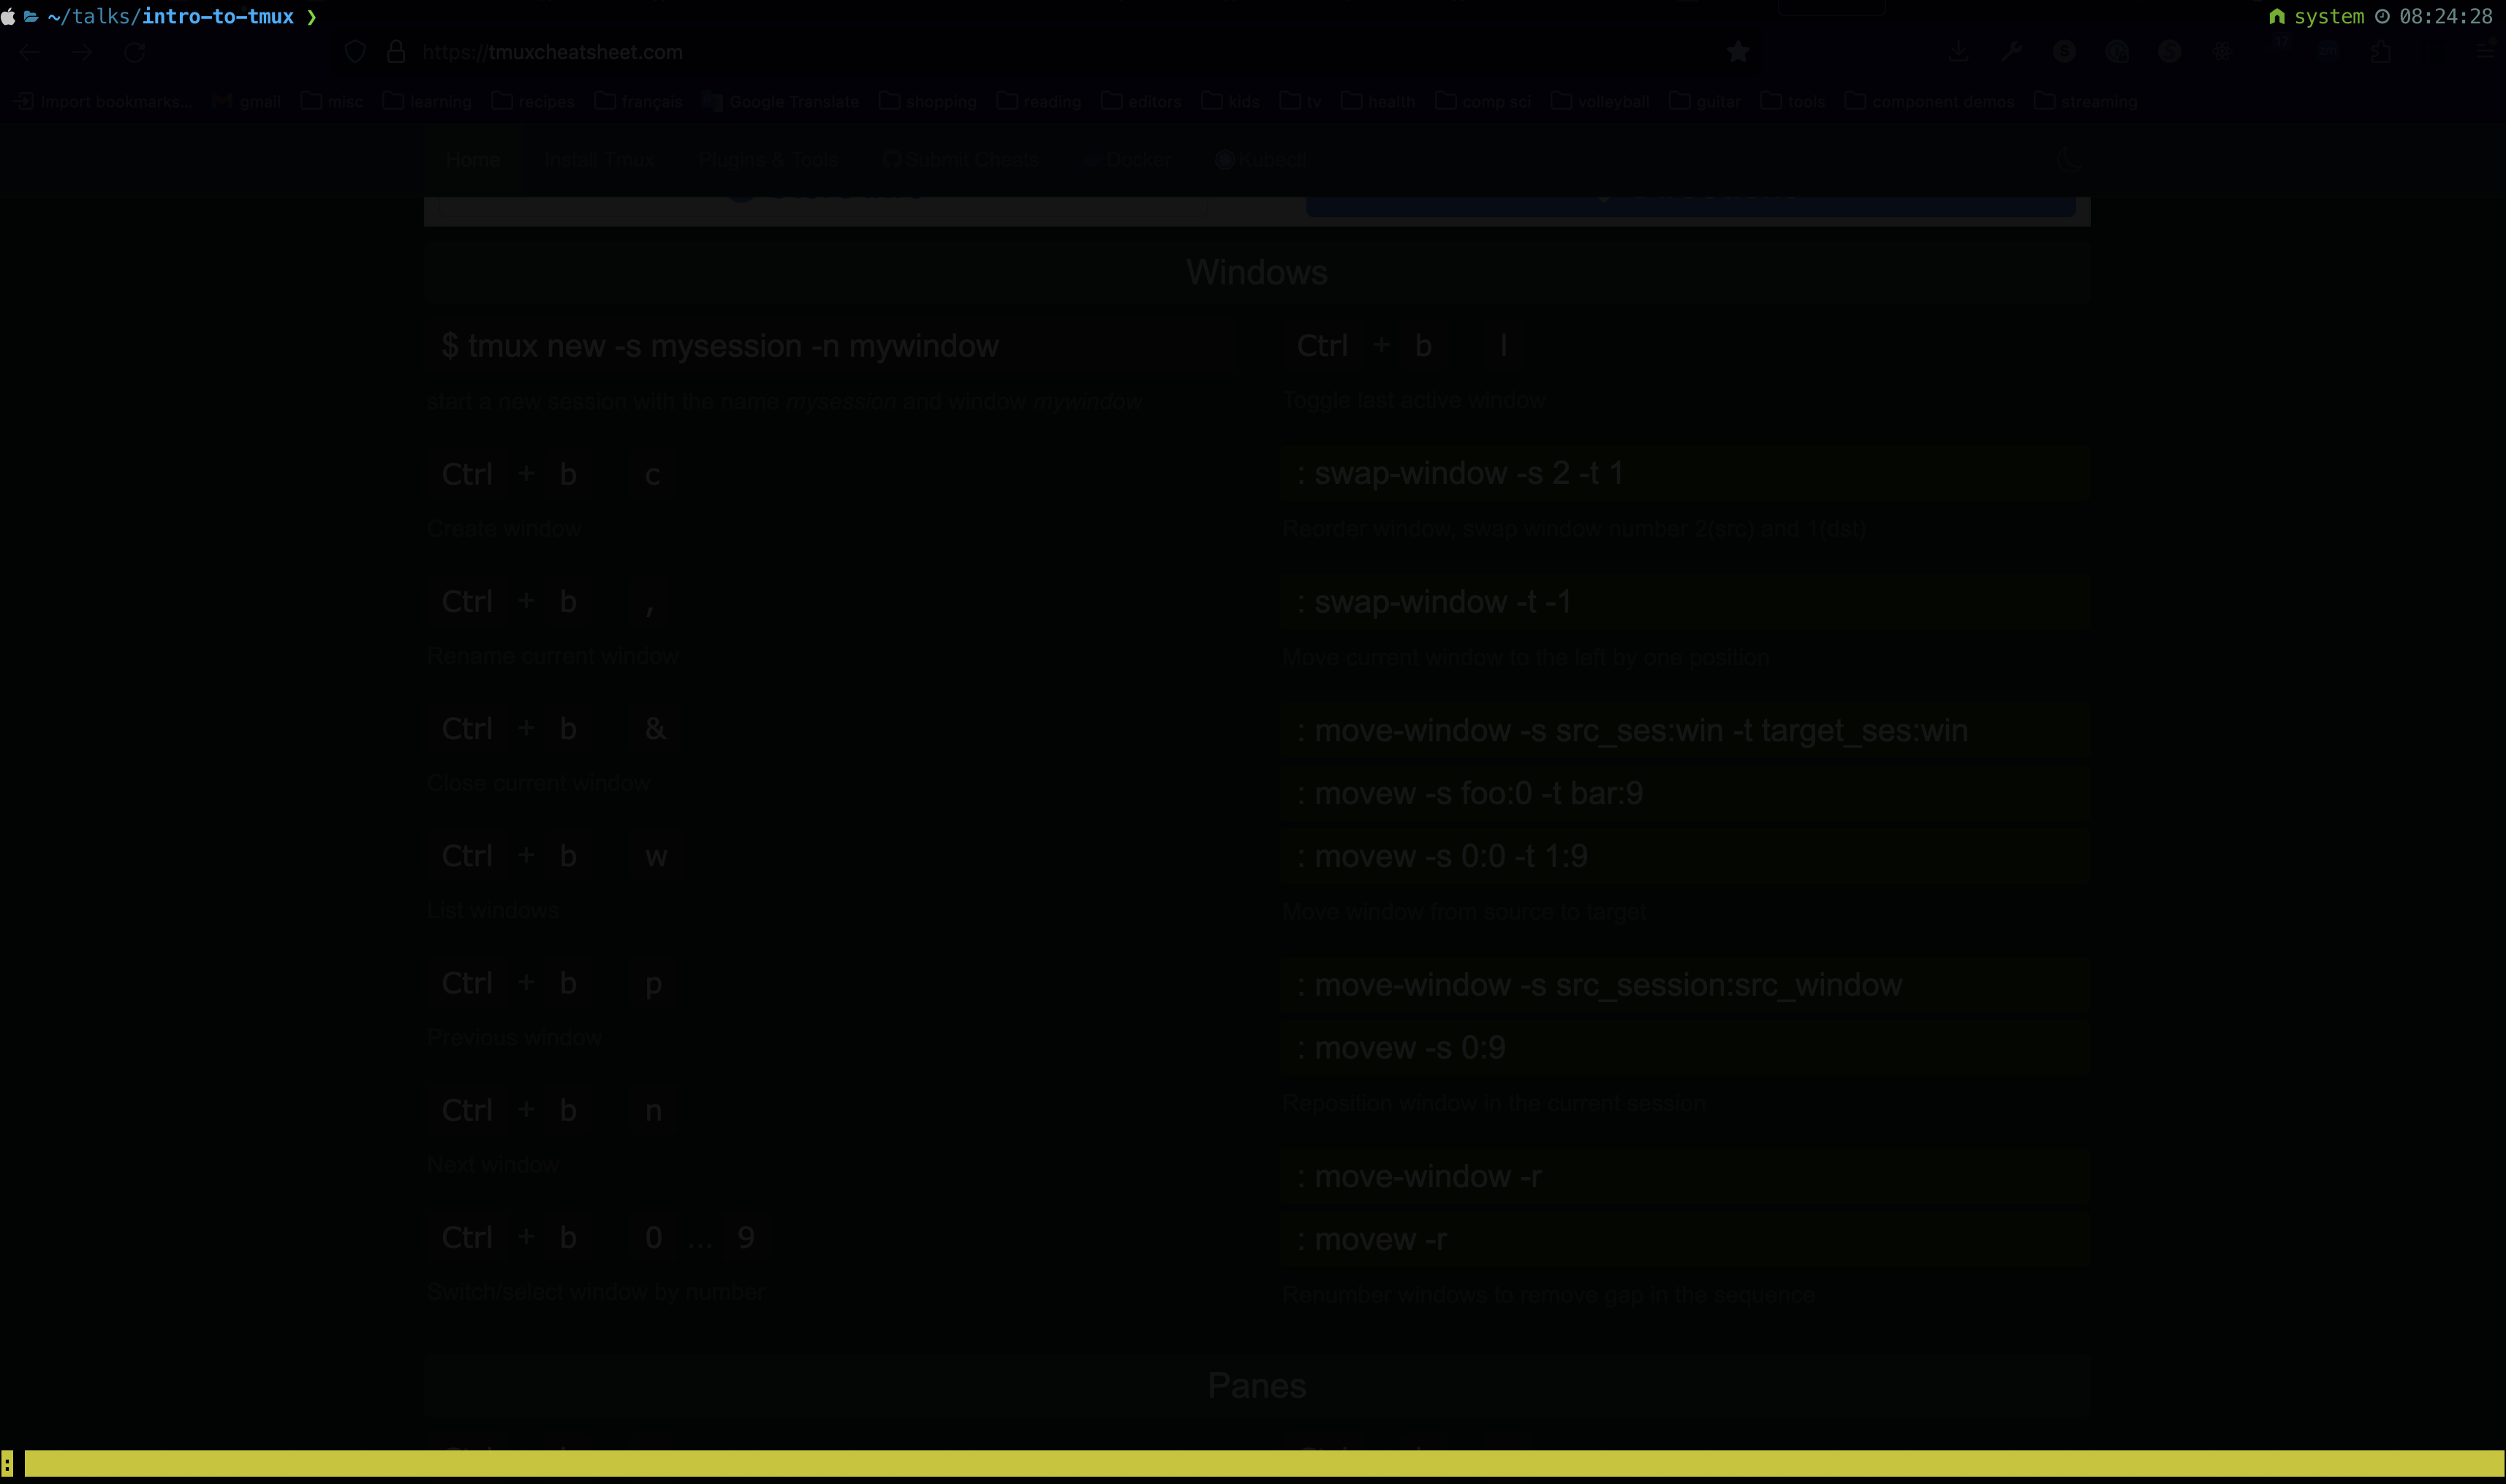 ~/talks/intro-to-tmux ❯ system 08:24:28
https://tmuxcheatsheet.com
Import bookmarks... gmail misc learning recipes français Google Translate shopping reading editors kids tv health comp sci volleyball guitar tools component demos streaming
Home Install Tmux Plugins & Tools Submit Cheats Docker Kubectl
Windows
$ tmux new -s mysession -n mywindow
start a new session with the name mysession and window mywindow
Ctrl + b c
Create window
Ctrl + b ,
Rename current window
Ctrl + b &
Close current window
Ctrl + b w
List windows
Ctrl + b p
Previous window
Ctrl + b n
Next window
Ctrl + b 0 ... 9
Switch/select window by number
Ctrl + b l
Toggle last active window
: swap-window -s 2 -t 1
Reorder window, swap window number 2(src) and 1(dst)
: swap-window -t -1
Move current window to the left by one position
: move-window -s src_ses:win -t target_ses:win
: movew -s foo:0 -t bar:9
: movew -s 0:0 -t 1:9
Move window from source to target
: move-window -s src_session:src_window
: movew -s 0:9
Reposition window in the current session
: move-window -r
: movew -r
Renumber windows to remove gap in the sequence
Panes
: